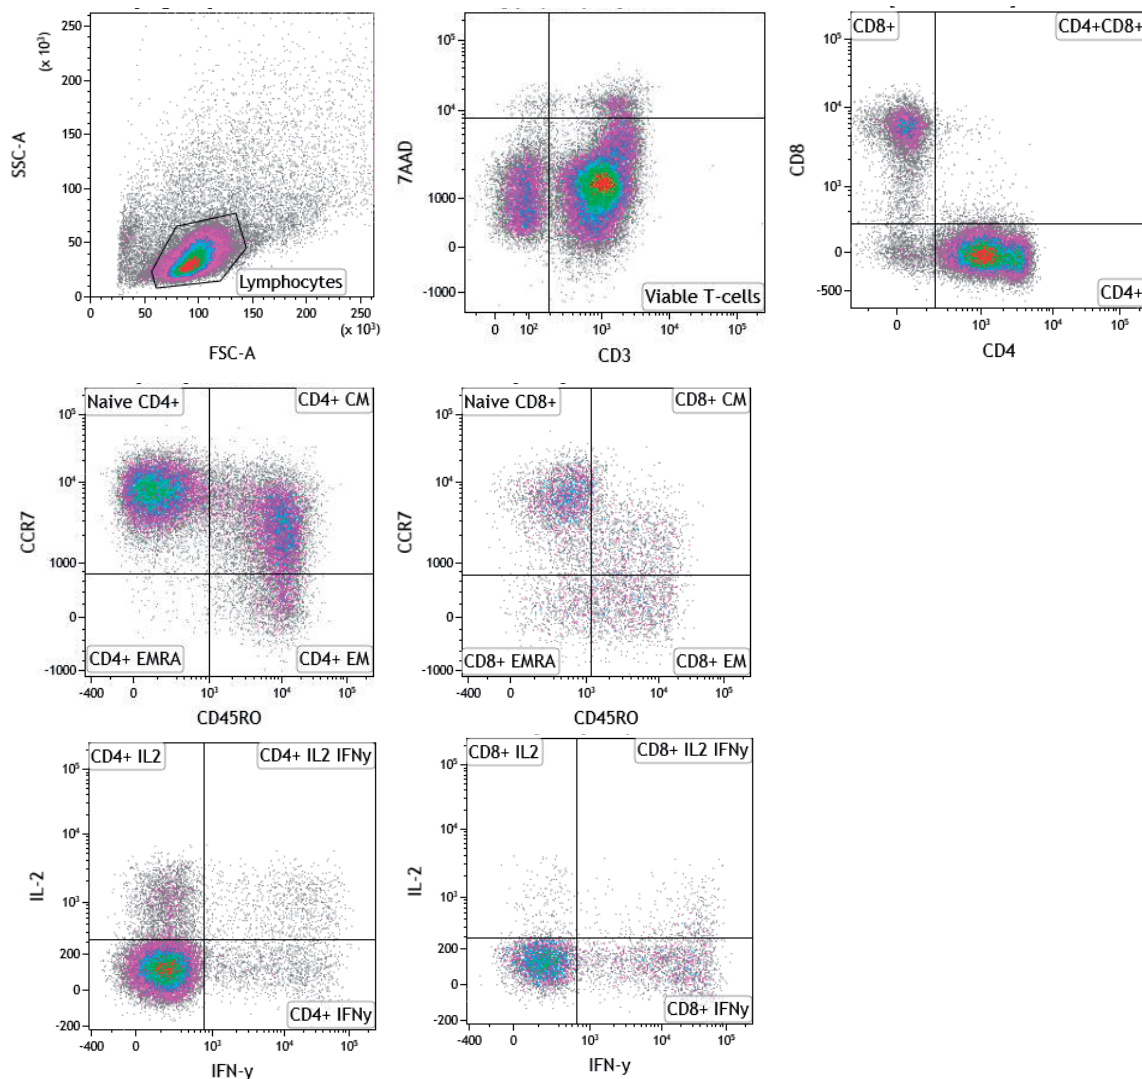 (x 10³)
250
200
150
100
50
0
SSC-A
Lymphocytes
0 50 100 150 200 250
(x 10³)
FSC-A
10⁵
10⁴
1000
0
-1000
7AAD
Viable T-cells
0 10² 10³ 10⁴ 10⁵
CD3
CD8+ CD4+CD8+
10⁵
10⁴
10³
0
-500
CD8
CD4+
0 10³ 10⁴ 10⁵
CD4
Naive CD4+ CD4+ CM
10⁵
10⁴
1000
0
-1000
CCR7
CD4+ EMRA CD4+ EM
-400 0 10³ 10⁴ 10⁵
CD45RO
Naive CD8+ CD8+ CM
10⁵
10⁴
1000
0
-1000
CCR7
CD8+ EMRA CD8+ EM
-400 0 10³ 10⁴ 10⁵
CD45RO
CD4+ IL2 CD4+ IL2 IFNy
10⁵
10⁴
10³
200
0
-200
IL-2
CD4+ IFNy
-400 0 10³ 10⁴ 10⁵
IFN-y
CD8+ IL2 CD8+ IL2 IFNy
10⁵
10⁴
10³
200
0
-200
IL-2
CD8+ IFNy
-400 0 10³ 10⁴ 10⁵
IFN-y